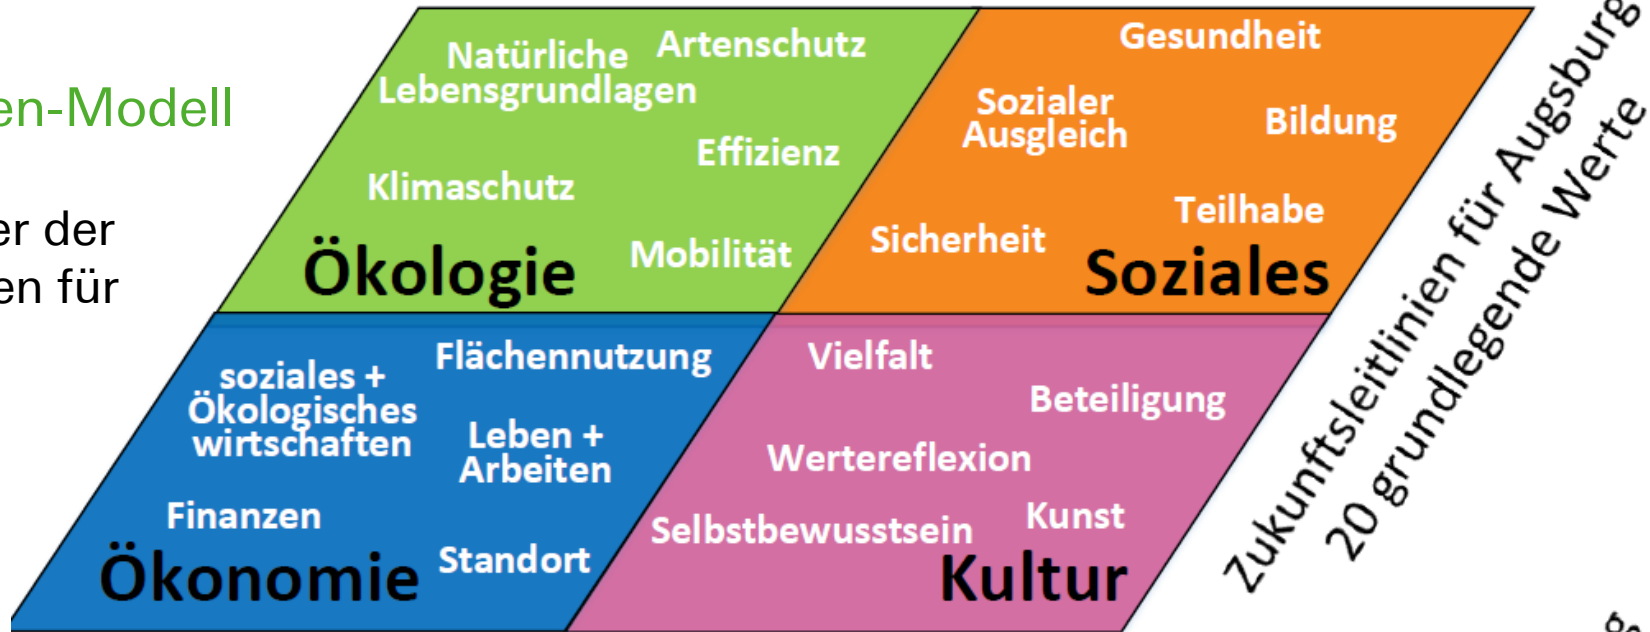 en-Modell
er der
en für
Natürliche
Lebensgrundlagen
Artenschutz
Effizienz
Klimaschutz
Mobilität
Ökologie
Gesundheit
Sozialer
Ausgleich
Bildung
Teilhabe
Sicherheit
Soziales
Flächennutzung
soziales +
Ökologisches
wirtschaften
Leben +
Arbeiten
Finanzen
Standort
Ökonomie
Vielfalt
Beteiligung
Wertereflexion
Selbstbewusstsein
Kunst
Kultur
Zukunftsleitlinien für Augsburg
20 grundlegende Werte